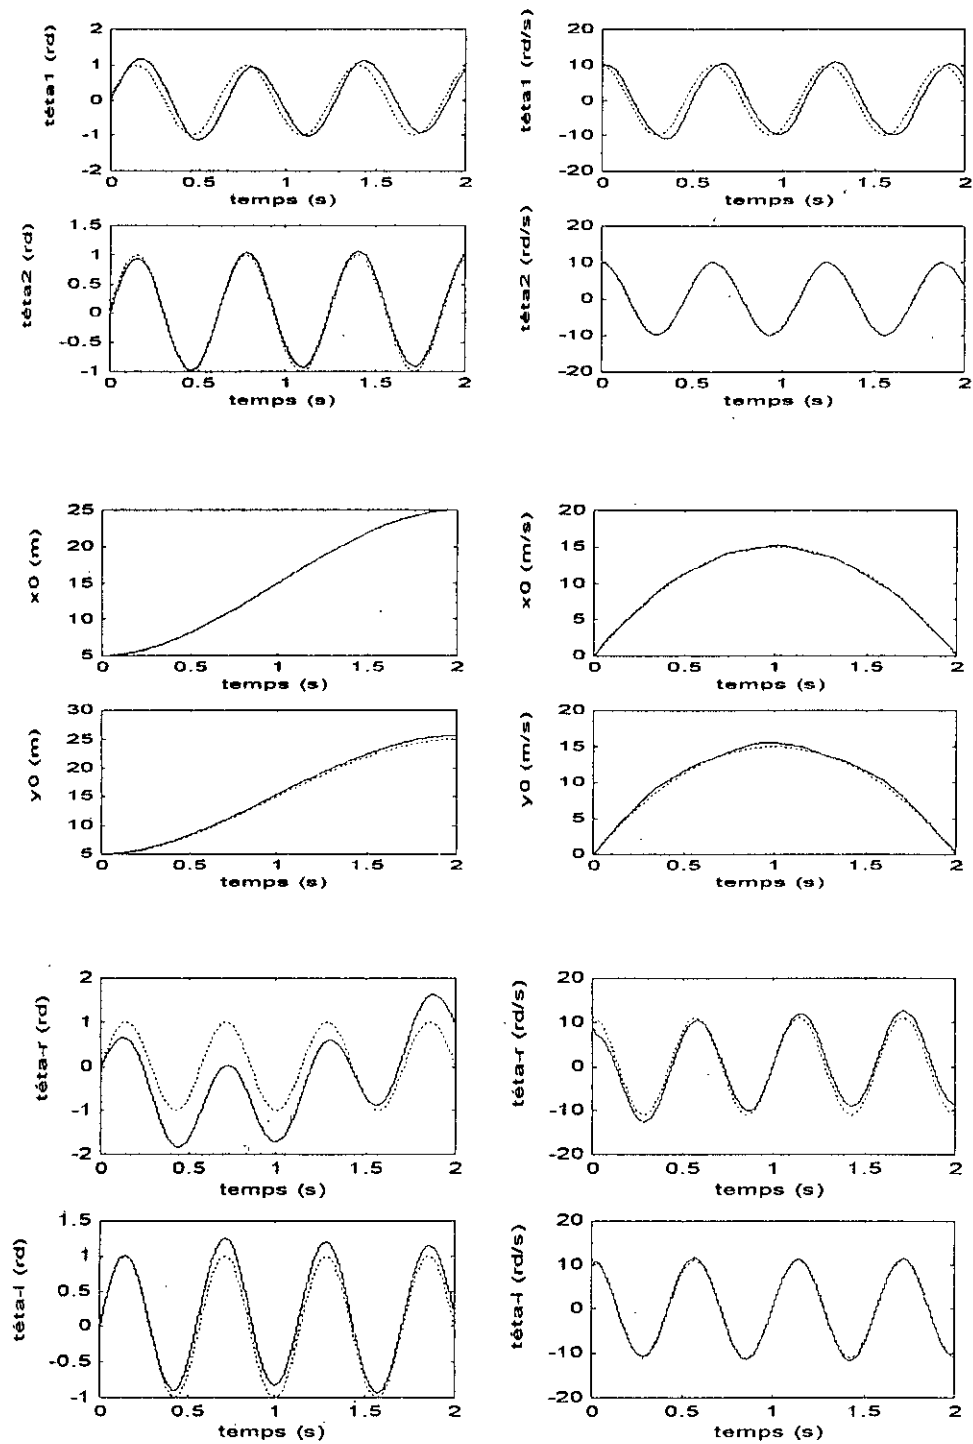 téta1 (rd)
2
1
0
-1
-2
0 0.5 1 1.5 2
temps (s)
téta1 (rd/s)
20
10
0
-10
-20
0 0.5 1 1.5 2
temps (s)
téta2 (rd)
1.5
1
0.5
0
-0.5
-1
0 0.5 1 1.5 2
temps (s)
téta2 (rd/s)
20
10
0
-10
-20
0 0.5 1 1.5 2
temps (s)
x0 (m)
25
20
15
10
5
0 0.5 1 1.5 2
temps (s)
x0 (m/s)
20
15
10
5
0
0 0.5 1 1.5 2
temps (s)
y0 (m)
30
25
20
15
10
5
0 0.5 1 1.5 2
temps (s)
y0 (m/s)
20
15
10
5
0
0 0.5 1 1.5 2
temps (s)
téta-r (rd)
2
1
0
-1
-2
0 0.5 1 1.5 2
temps (s)
téta-r (rd/s)
20
10
0
-10
-20
0 0.5 1 1.5 2
temps (s)
téta-l (rd)
1.5
1
0.5
0
-0.5
-1
0 0.5 1 1.5 2
temps (s)
téta-l (rd/s)
20
10
0
-10
-20
0 0.5 1 1.5 2
temps (s)